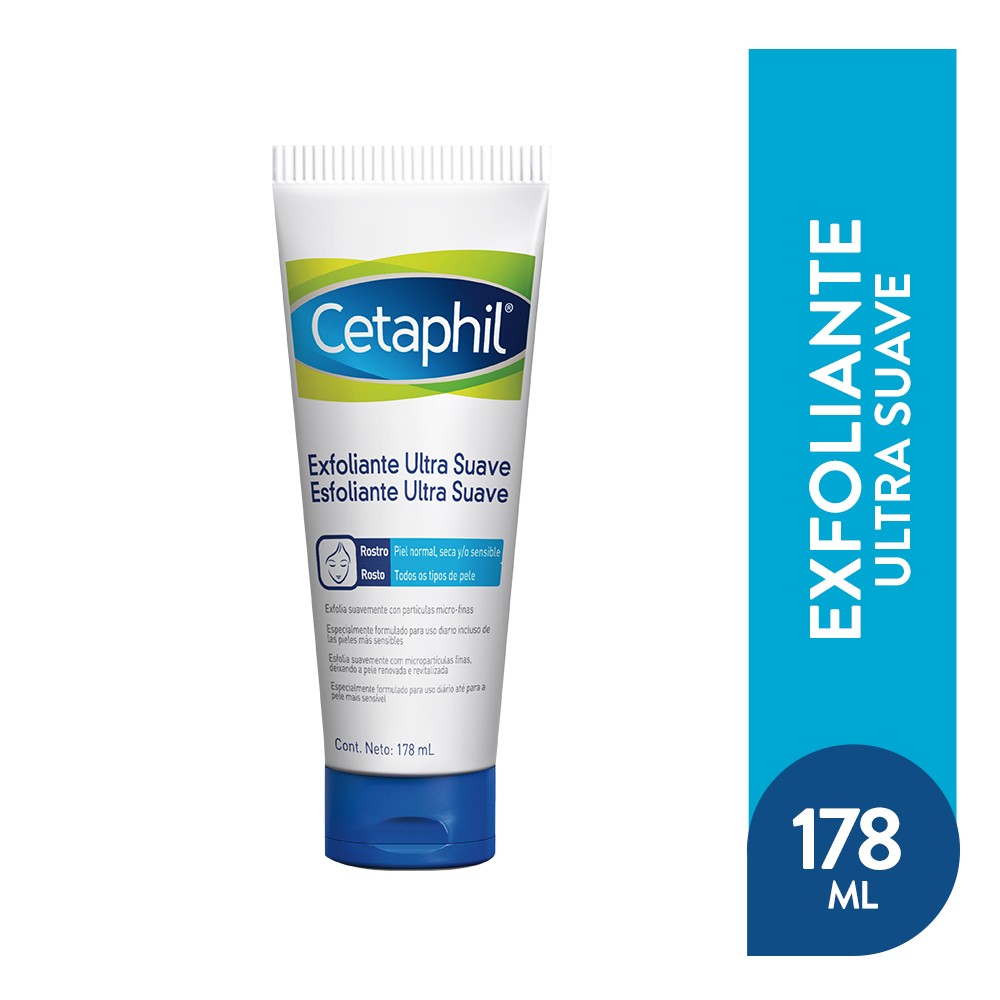 Cetaphil®
Exfoliante Ultra Suave
Esfoliante Ultra Suave
Rostro Piel normal, seca y/o sensible
Rosto Todos os tipos de pele
Exfolia suavemente con partículas micro-finas
Especialmente formulado para uso diario incluso de
las pieles más sensibles
Esfolia suavemente com micropartículas finas,
deixando a pele renovada e revitalizada
Especialmente formulado para uso diário até para a
pele mais sensível
Cont. Neto: 178 mL
EXFOLIANTE
ULTRA SUAVE
178
ML